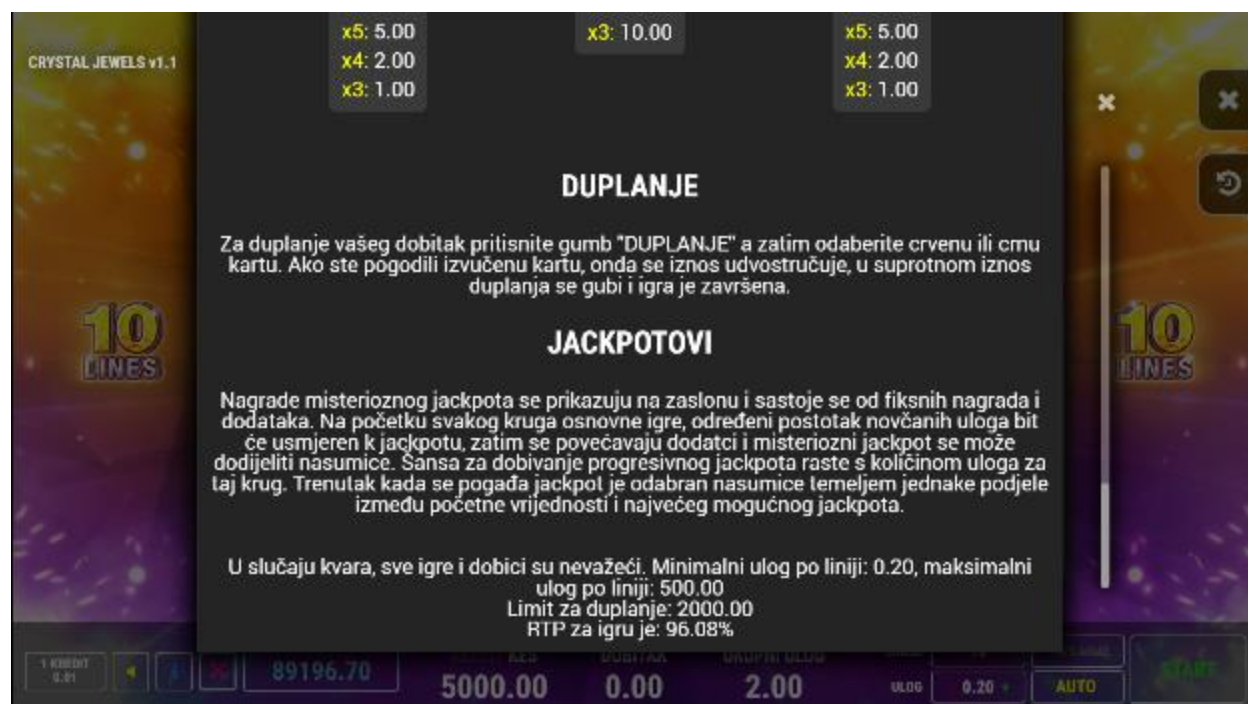 x5: 5.00
x4: 2.00
x3: 1.00
x3: 10.00
x5: 5.00
x4: 2.00
x3: 1.00
CRYSTAL JEWELS v1.1
DUPLANJE
Za duplanje vašeg dobitak pritisnite gumb "DUPLANJE" a zatim odaberite crvenu ili crnu
kartu. Ako ste pogodili izvučenu kartu, onda se iznos udvostručuje, u suprotnom iznos
duplanja se gubi i igra je završena.
10
LINES
10
LINES
JACKPOTOVI
Nagrade misterioznog jackpota se prikazuju na zaslonu i sastoje se od fiksnih nagrada i
dodataka. Na početku svakog kruga osnovne igre, određeni postotak novčanih uloga bit
će usmjeren k jackpotu, zatim se povećavaju dodatci i misteriozni jackpot se može
dodijeliti nasumice. Šansa za dobivanje progresivnog jackpota raste s količinom uloga za
taj krug. Trenutak kada se pogađa jackpot je odabran nasumice temeljem jednake podjele
između početne vrijednosti i najvećeg mogućnog jackpota.
U slučaju kvara, sve igre i dobici su nevažeći. Minimalni ulog po liniji: 0.20, maksimalni
ulog po liniji: 500.00
Limit za duplanje: 2000.00
RTP za igru je: 96.08%
1 KREDIT
0.01
89196.70
KEŠ
5000.00
DOBITAK
0.00
UKUPNI ULOG
2.00
ULOG
0.20 +
AUTO
START